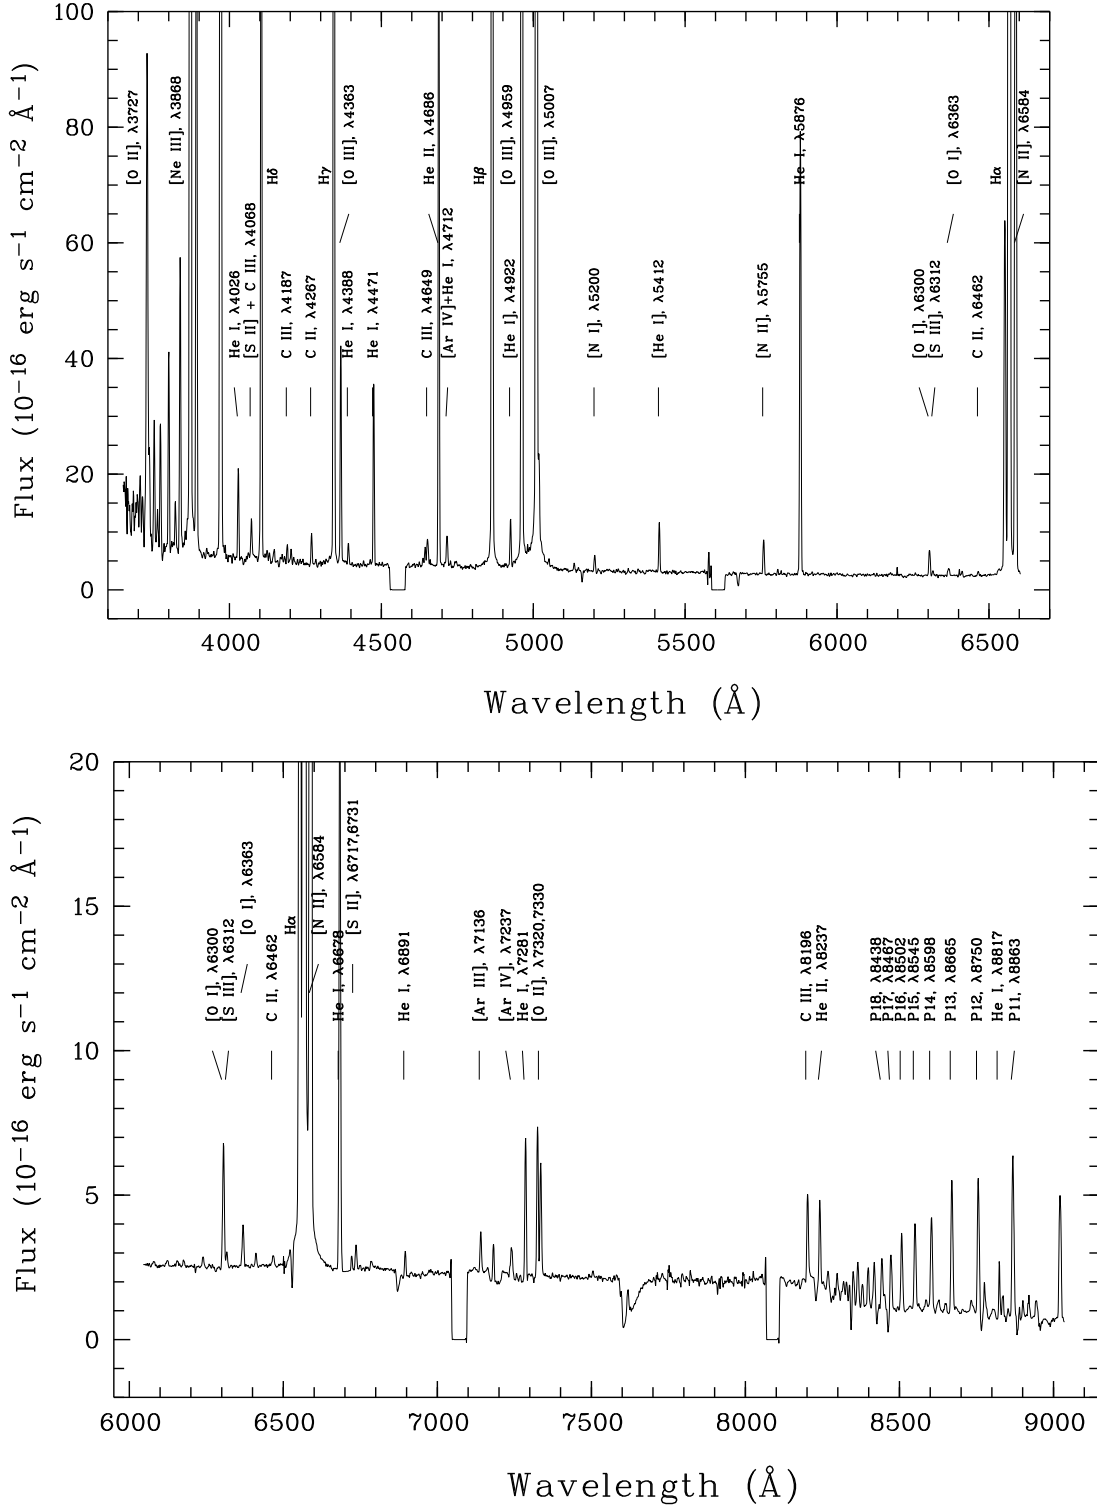 100
80
60
40
20
0
Flux (10−16 erg s−1 cm−2 Å−1)
[O II], λ3727
[Ne III], λ3868
Hδ
Hγ
[O III], λ4363
He II, λ4686
Hβ
[O III], λ4959
[O III], λ5007
He I, λ5876
[O I], λ6363
Hα
[N II], λ6584
He I, λ4026
[S II] + C III, λ4068
C III, λ4187
C II, λ4267
He I, λ4388
He I, λ4471
C III, λ4649
[Ar IV]+He I, λ4712
[He I], λ4922
[N I], λ5200
[He I], λ5412
[N II], λ5755
[O I], λ6300
[S III], λ6312
C II, λ6462
4000 4500 5000 5500 6000 6500
Wavelength (Å)
20
15
10
5
0
Flux (10−16 erg s−1 cm−2 Å−1)
[O I], λ6300
[S III], λ6312
[O I], λ6363
C II, λ6462
Hα
[N II], λ6584
He I, λ6678
[S II], λ6717,6731
He I, λ6891
[Ar III], λ7136
[Ar IV], λ7237
He I, λ7281
[O II], λ7320,7330
C III, λ8196
He II, λ8237
P18, λ8438
P17, λ8467
P16, λ8502
P15, λ8545
P14, λ8598
P13, λ8665
P12, λ8750
He I, λ8817
P11, λ8863
6000 6500 7000 7500 8000 8500 9000
Wavelength (Å)